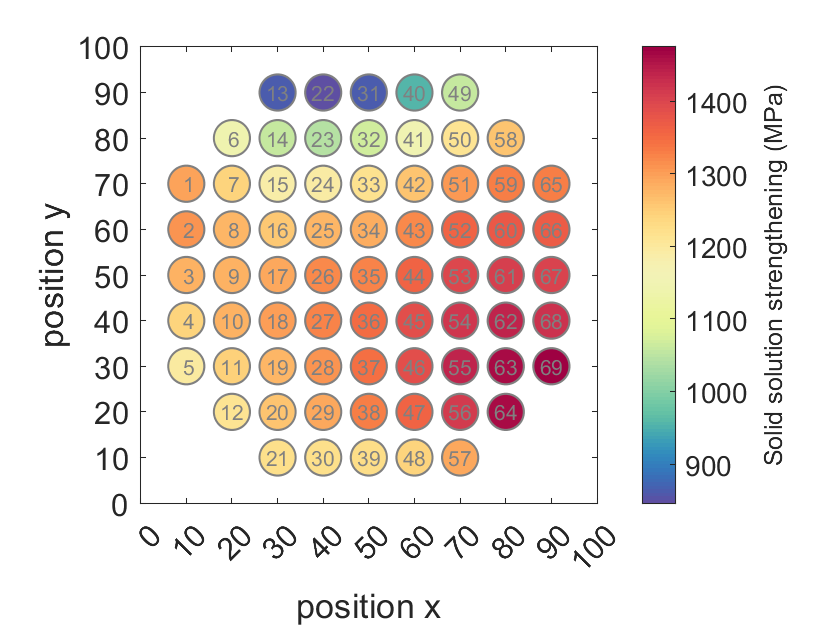 100
90
80
70
60
50
40
30
20
10
0
position y
13 22 31 40 49
6 14 23 32 41 50 58
1 7 15 24 33 42 51 59 65
2 8 16 25 34 43 52 60 66
3 9 17 26 35 44 53 61 67
4 10 18 27 36 45 54 62 68
5 11 19 28 37 46 55 63 69
12 20 29 38 47 56 64
21 30 39 48 57
0 10 20 30 40 50 60 70 80 90 100
position x
1400
1300
1200
1100
1000
900
Solid solution strengthening (MPa)